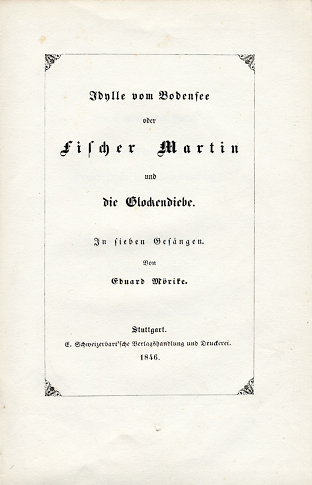 Idylle vom Bodensee
oder
Fischer Martin
und
die Glockendiebe.
In sieben Gesängen.
Von
Eduard Mörike.
Stuttgart.
E. Schweizerbart'sche Verlagshandlung und Druckerei.
1846.